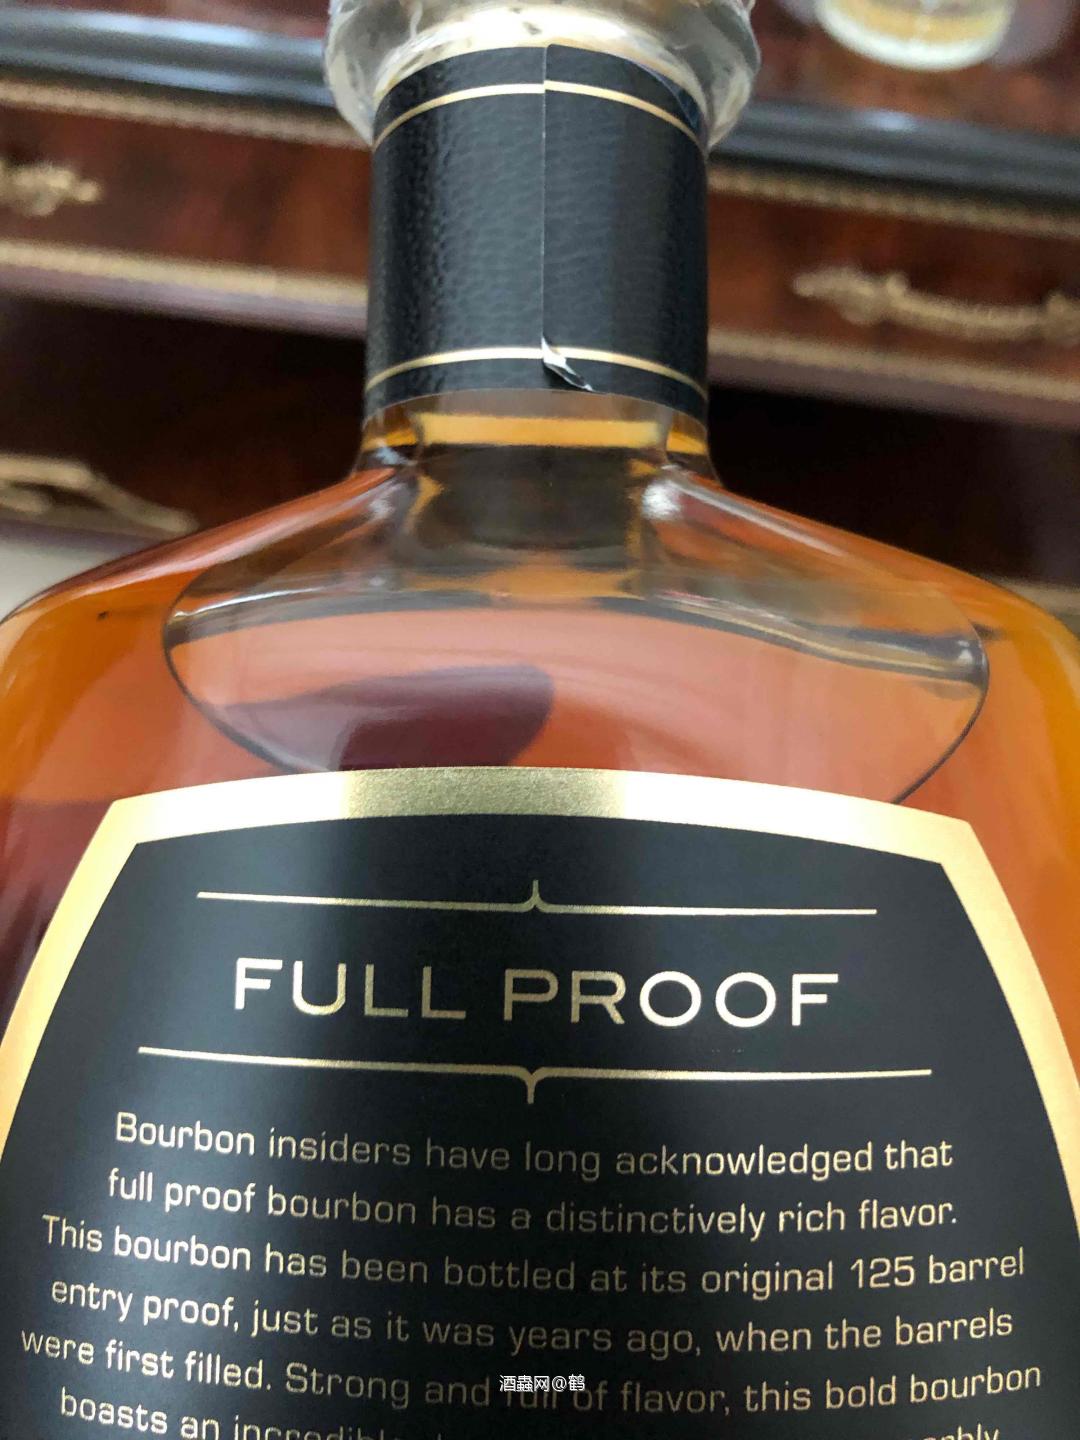 FULL PROOF
Bourbon insiders have long acknowledged that
full proof bourbon has a distinctively rich flavor.
This bourbon has been bottled at its original 125 barrel
entry proof, just as it was years ago, when the barrels
were first filled. Strong and full of flavor, this bold bourbon
boasts an
酒蟲网@鹤